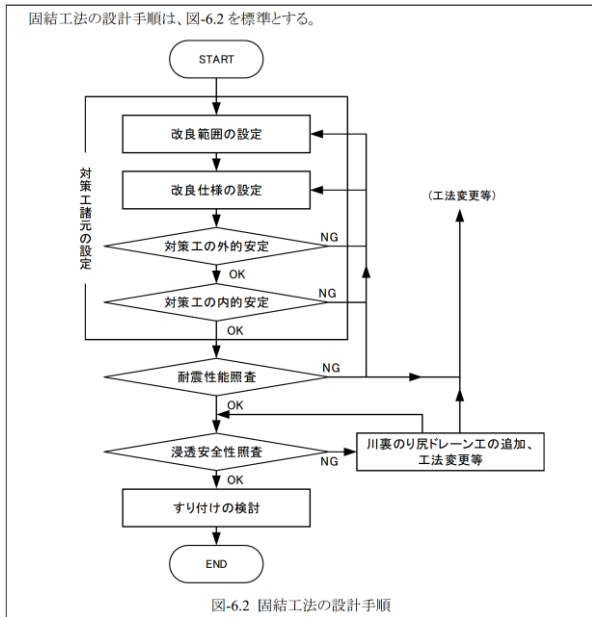 固結工法の設計手順は、図-6.2 を標準とする。
START
対策工諸元の設定
改良範囲の設定
改良仕様の設定
(工法変更等)
対策工の外的安定
NG
OK
対策工の内的安定
NG
OK
耐震性能照査
NG
OK
浸透安全性照査
NG
川裏のり尻ドレーン工の追加、
工法変更等
OK
すり付けの検討
END
図-6.2 固結工法の設計手順